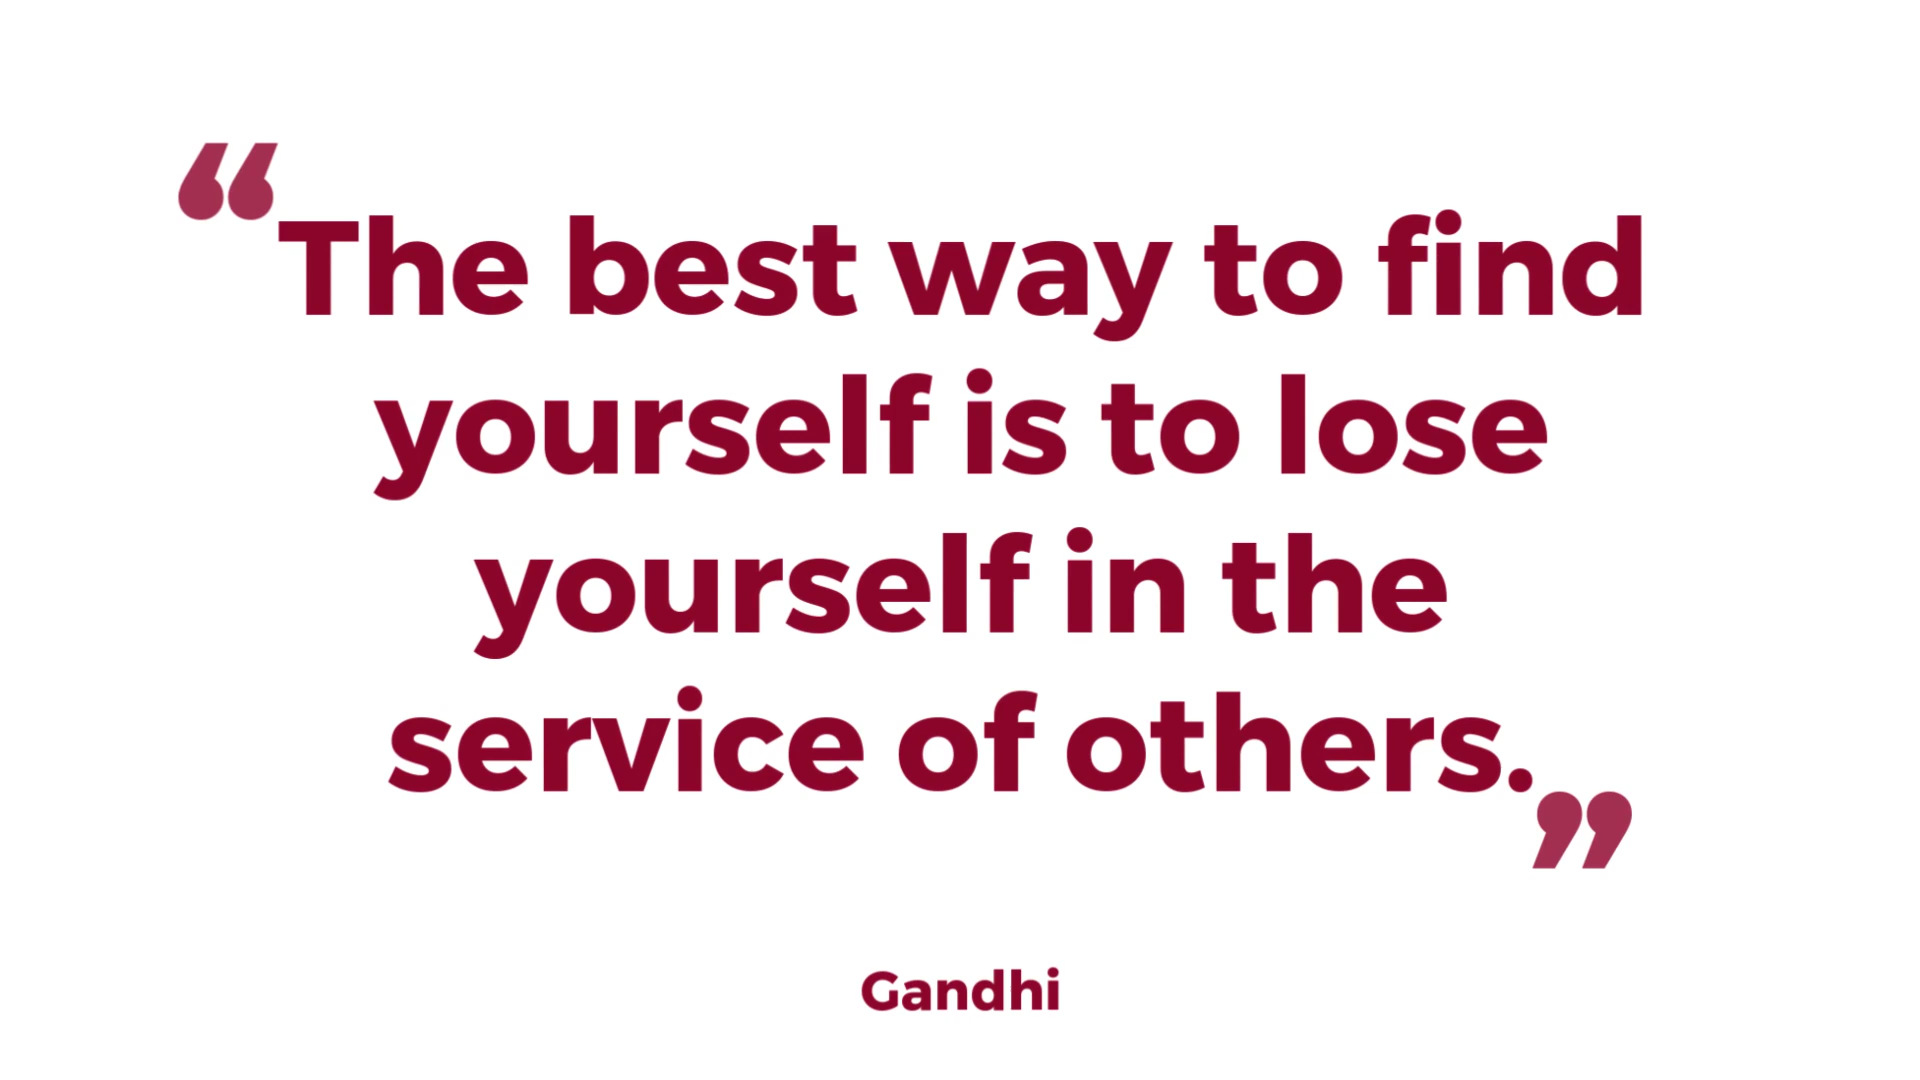 “The best way to find
yourself is to lose
yourself in the
service of others.”
Gandhi